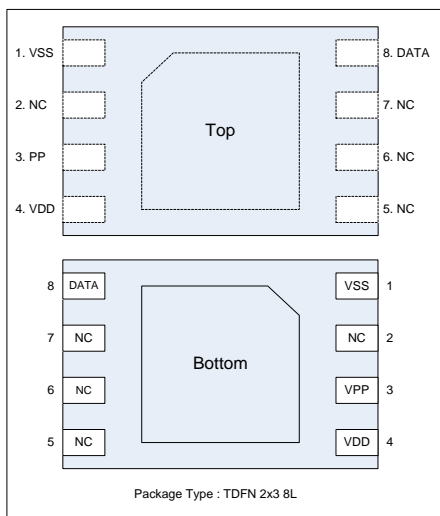 1. VSS 8. DATA
2. NC 7. NC
Top
3. PP 6. NC
4. VDD 5. NC
8 DATA VSS 1
7 NC NC 2
Bottom
6 NC VPP 3
5 NC VDD 4
Package Type : TDFN 2x3 8L